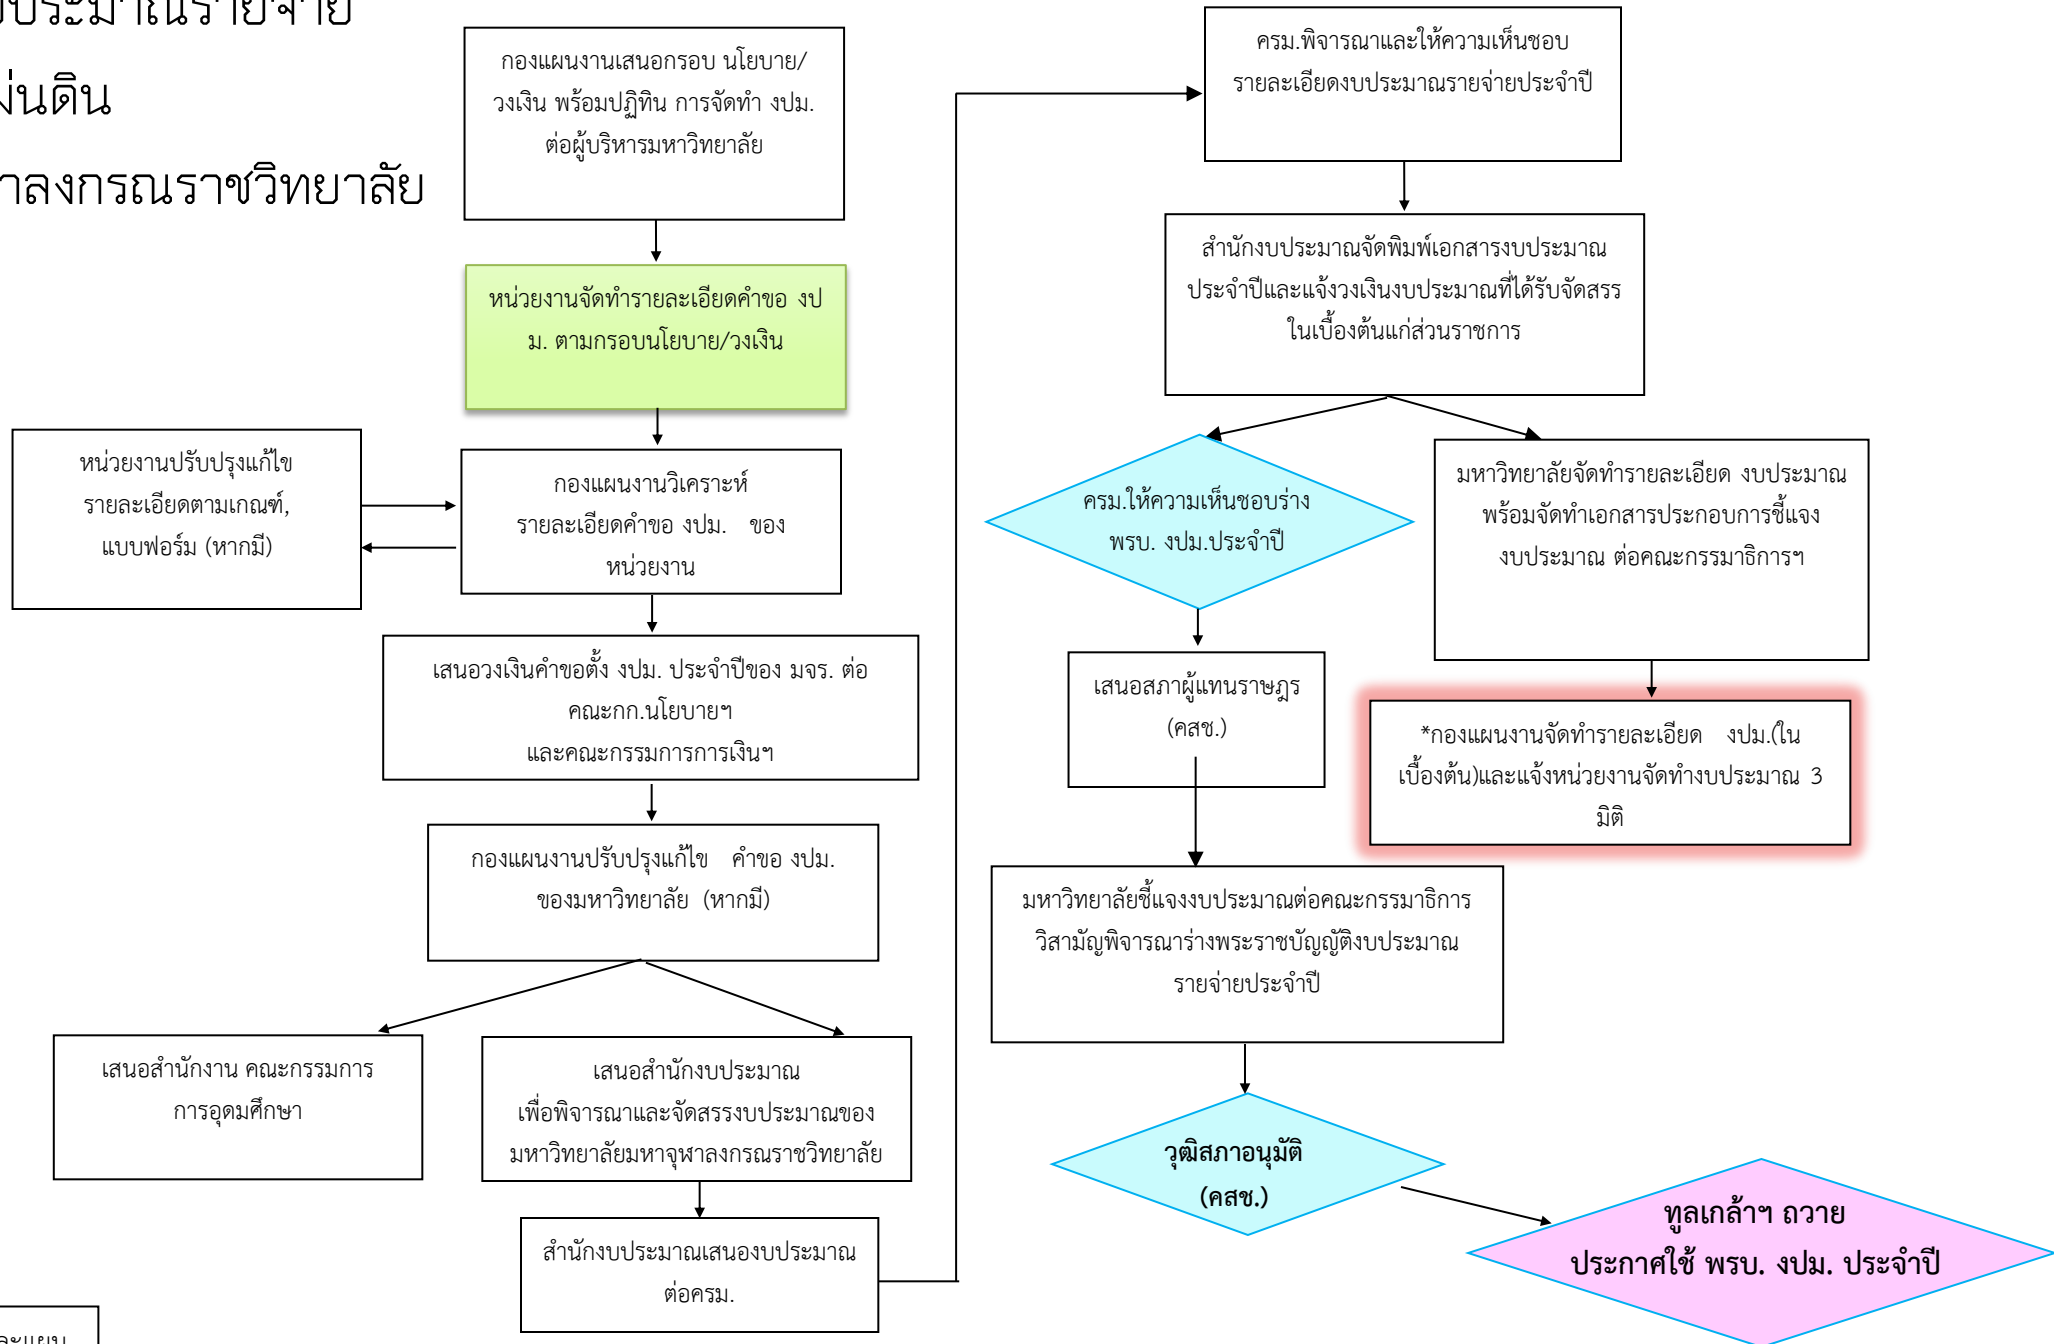 งบประมาณรายจ่าย
แผ่นดิน
าลงกรณราชวิทยาลัย
กองแผนงานเสนอกรอบ นโยบาย/
วงเงิน พร้อมปฏิทิน การจัดทำ งปม.
ต่อผู้บริหารมหาวิทยาลัย
หน่วยงานจัดทำรายละเอียดคำขอ งป
ม. ตามกรอบนโยบาย/วงเงิน
หน่วยงานปรับปรุงแก้ไข
รายละเอียดตามเกณฑ์,
แบบฟอร์ม (หากมี)
กองแผนงานวิเคราะห์
รายละเอียดคำขอ งปม. ของ
หน่วยงาน
เสนอวงเงินคำขอตั้ง งปม. ประจำปีของ มจร. ต่อ
คณะกก.นโยบายฯ
และคณะกรรมการการเงินฯ
กองแผนงานปรับปรุงแก้ไข คำขอ งปม.
ของมหาวิทยาลัย (หากมี)
เสนอสำนักงาน คณะกรรมการ
การอุดมศึกษา
เสนอสำนักงบประมาณ
เพื่อพิจารณาและจัดสรรงบประมาณของ
มหาวิทยาลัยมหาจุฬาลงกรณราชวิทยาลัย
สำนักงบประมาณเสนองบประมาณ
ต่อครม.
ครม.พิจารณาและให้ความเห็นชอบ
รายละเอียดงบประมาณรายจ่ายประจำปี
สำนักงบประมาณจัดพิมพ์เอกสารงบประมาณ
ประจำปีและแจ้งวงเงินงบประมาณที่ได้รับจัดสรร
ในเบื้องต้นแก่ส่วนราชการ
ครม.ให้ความเห็นชอบร่าง
พรบ. งปม.ประจำปี
มหาวิทยาลัยจัดทำรายละเอียด งบประมาณ
พร้อมจัดทำเอกสารประกอบการชี้แจง
งบประมาณ ต่อคณะกรรมาธิการฯ
เสนอสภาผู้แทนราษฎร
(คสช.)
*กองแผนงานจัดทำรายละเอียด งปม.(ใน
เบื้องต้น)และแจ้งหน่วยงานจัดทำงบประมาณ 3
มิติ
มหาวิทยาลัยชี้แจงงบประมาณต่อคณะกรรมาธิการ
วิสามัญพิจารณาร่างพระราชบัญญัติงบประมาณ
รายจ่ายประจำปี
วุฒิสภาอนุมัติ
(คสช.)
ทูลเกล้าฯ ถวาย
ประกาศใช้ พรบ. งปม. ประจำปี